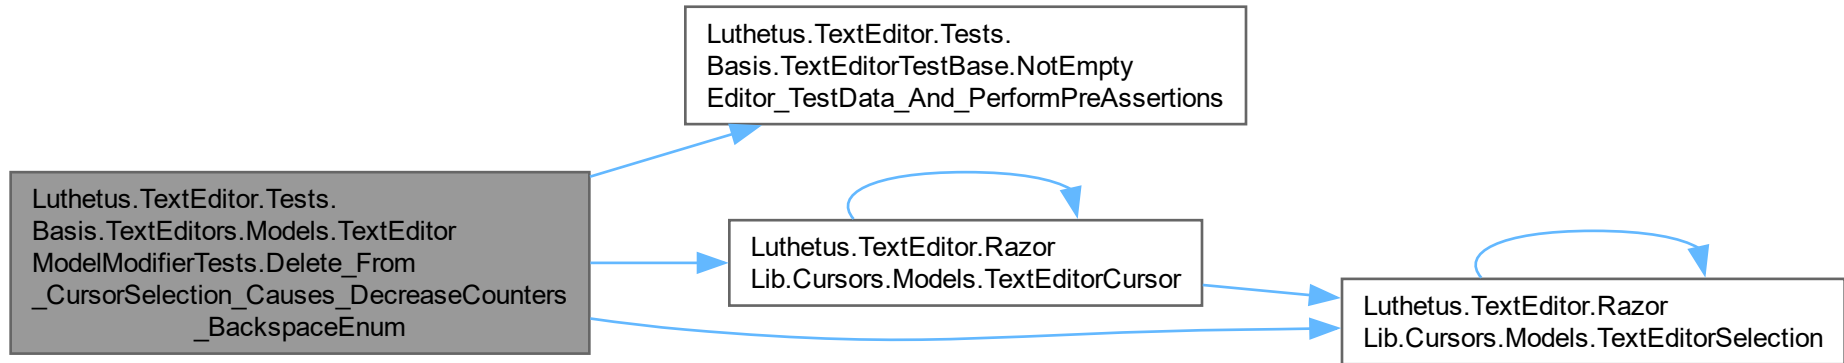 Luthetus.TextEditor.Tests.
Basis.TextEditorTestBase.NotEmpty
Editor_TestData_And_PerformPreAssertions
Luthetus.TextEditor.Tests.
Basis.TextEditors.Models.TextEditor
ModelModifierTests.Delete_From
_CursorSelection_Causes_DecreaseCounters
_BackspaceEnum
Luthetus.TextEditor.Razor
Lib.Cursors.Models.TextEditorCursor
Luthetus.TextEditor.Razor
Lib.Cursors.Models.TextEditorSelection